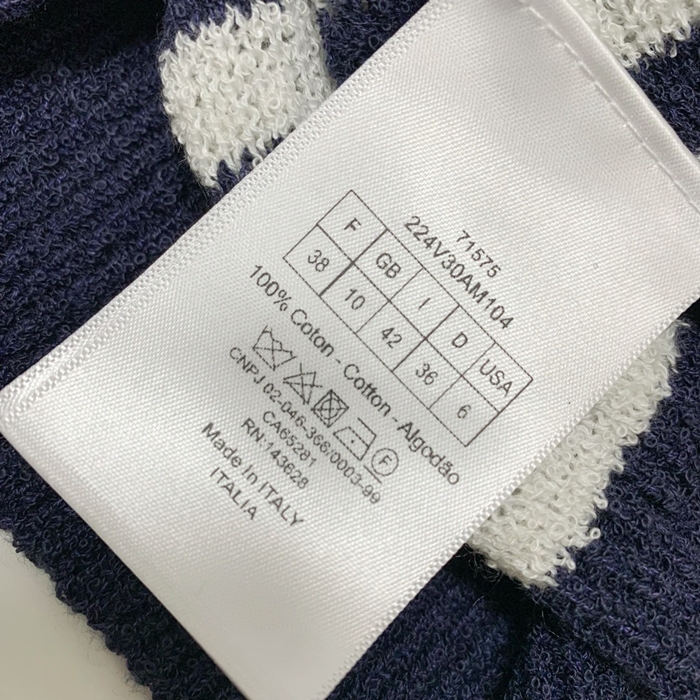 71575
224V30AM104
F GB I D USA
38 10 42 36 6
100% Coton - Cotton - Algodão
F
CNPJ 02-046-366/0003-99
CA65281
RN-143628
Made In ITALY
ITALIA